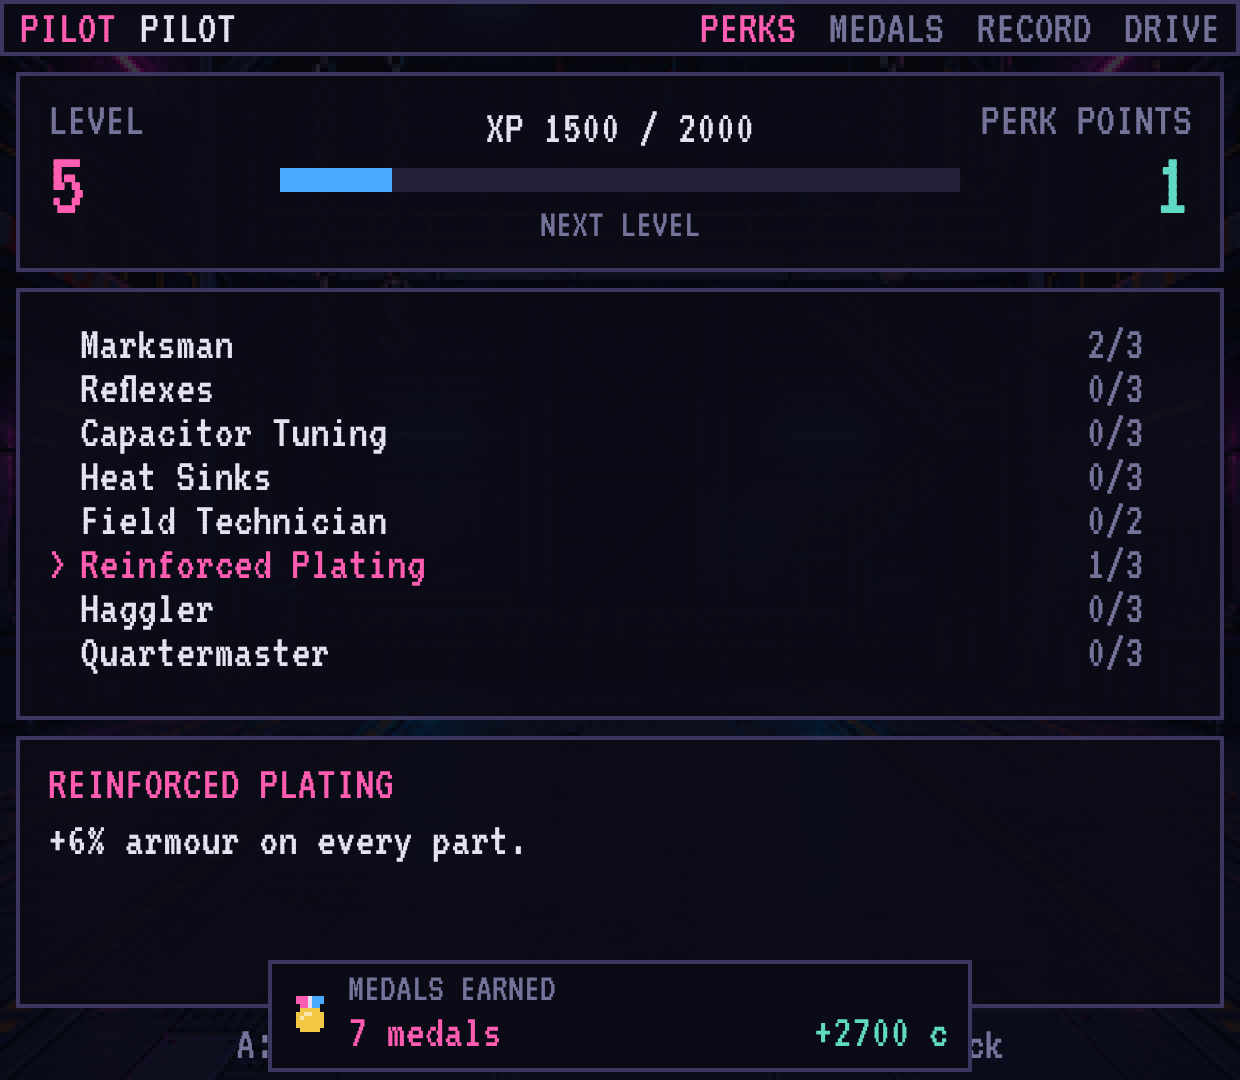 PILOT PILOT PERKS MEDALS RECORD DRIVE
LEVEL XP 1500 / 2000 PERK POINTS
5 1
NEXT LEVEL
Marksman 2/3
Reflexes 0/3
Capacitor Tuning 0/3
Heat Sinks 0/3
Field Technician 0/2
> Reinforced Plating 1/3
Haggler 0/3
Quartermaster 0/3
REINFORCED PLATING
+6% armour on every part.
MEDALS EARNED
7 medals +2700 c
A: ck